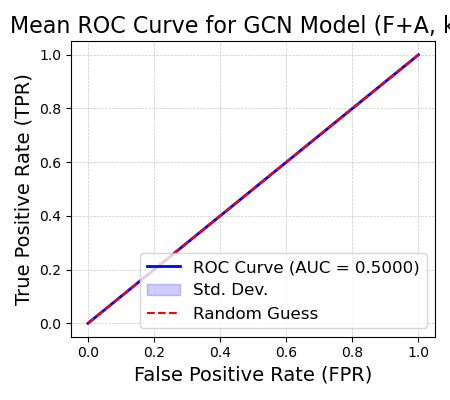 Mean ROC Curve for GCN Model (F+A,
True Positive Rate (TPR)
1.0
0.8
0.6
0.4
0.2
0.0
ROC Curve (AUC = 0.5000)
Std. Dev.
Random Guess
0.0 0.2 0.4 0.6 0.8 1.0
False Positive Rate (FPR)